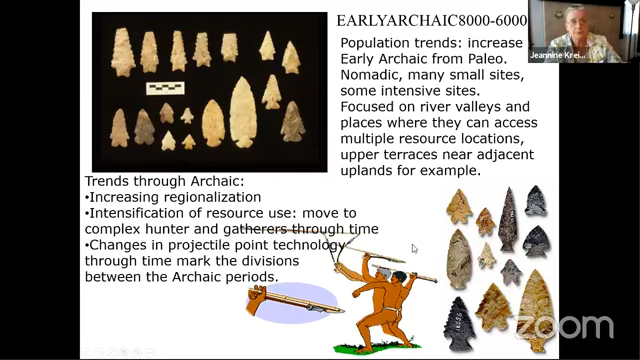 EARLYARCHAIC8000-6000
Jeannine Krei...
Population trends: increase
Early Archaic from Paleo.
Nomadic, many small sites,
some intensive sites.
Focused on river valleys and
places where they can access
multiple resource locations,
upper terraces near adjacent
uplands for example.
Trends through Archaic:
•Increasing regionalization
•Intensification of resource use: move to
complex hunter and gatherers through time
•Changes in projectile point technology
through time mark the divisions
between the Archaic periods.
zoom